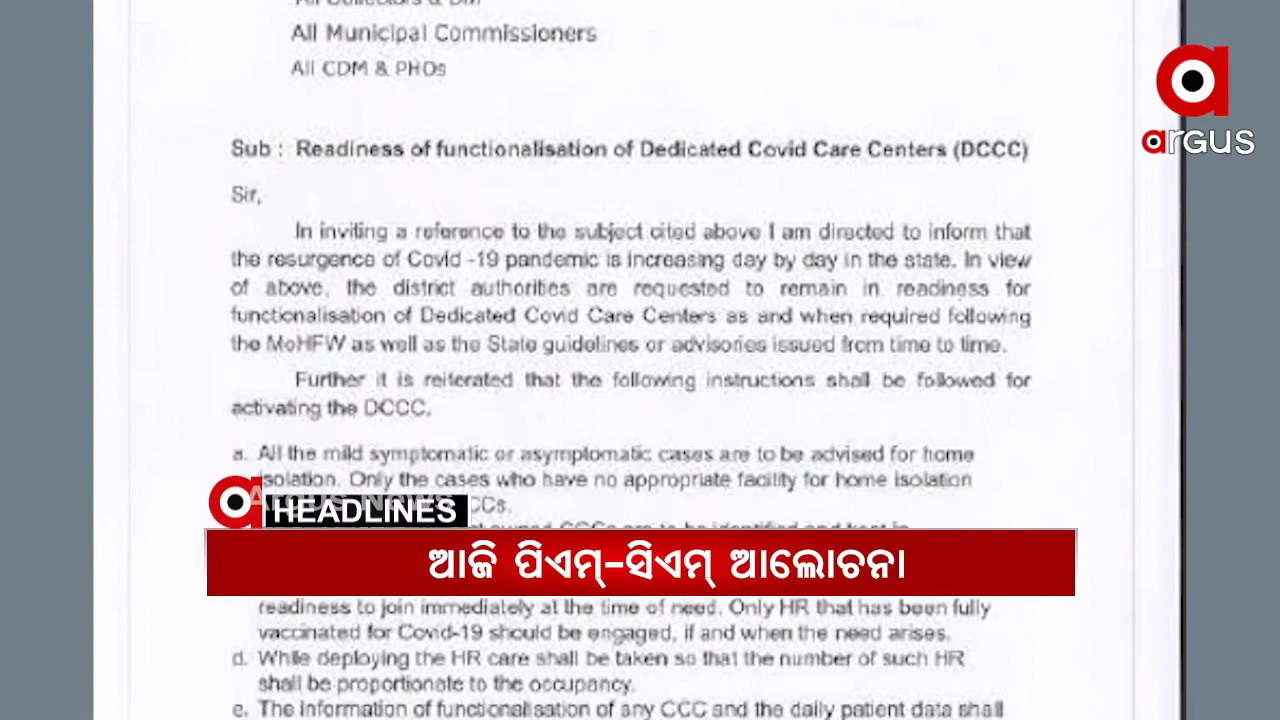 All Collectors & DM
All Municipal Commissioners
All CDM & PHOs
argus
Sub : Readiness of functionalisation of Dedicated Covid Care Centers (DCCC)
Sir,
In inviting a reference to the subject cited above I am directed to inform that
the resurgence of Covid -19 pandemic is increasing day by day in the state. In view
of above, the district authorities are requested to remain in readiness for
functionalisation of Dedicated Covid Care Centers as and when required following
the MoHFW as well as the State guidelines or advisories issued from time to time.
Further it is reiterated that the following instructions shall be followed for
activating the DCCC.
a. All the mild symptomatic or asymptomatic cases are to be advised for home
isolation. Only the cases who have no appropriate facility for home isolation
CCs.
Argus News
HEADLINES
ଆଜି ପିଏମ୍-ସିଏମ୍ ଆଲୋଚନା
readiness to join immediately at the time of need. Only HR that has been fully
vaccinated for Covid-19 should be engaged, if and when the need arises.
d. While deploying the HR care shall be taken so that the number of such HR
shall be proportionate to the occupancy.
e. The information of functionalisation of any CCC and the daily patient data shall